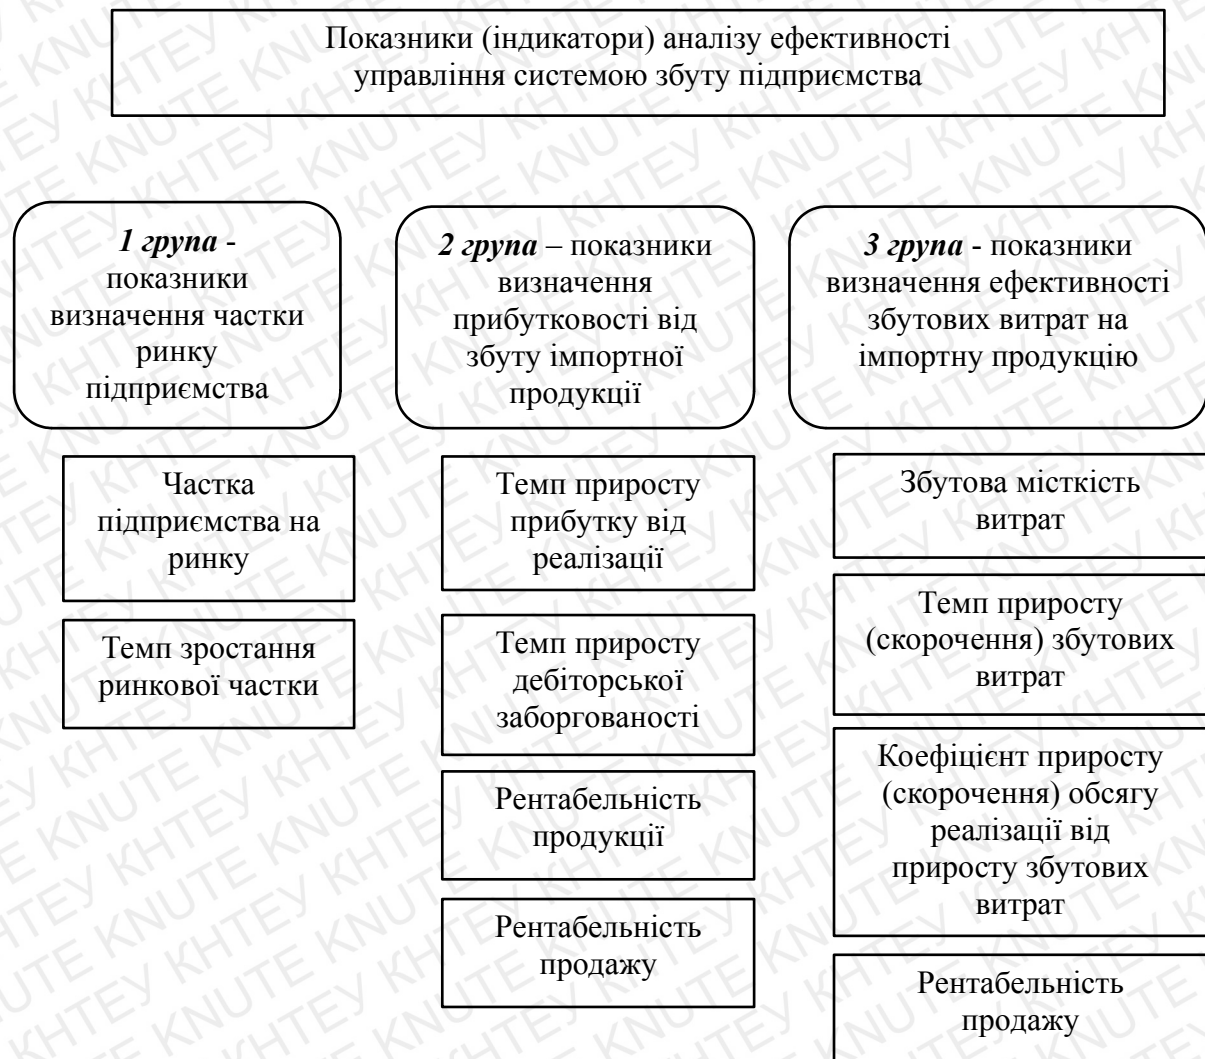 Показники (індикатори) аналізу ефективності
управління системою збуту підприємства
1 група -
показники
визначення частки
ринку
підприємства
Частка
підприємства на
ринку
Темп зростання
ринкової частки
2 група – показники
визначення
прибутковості від
збуту імпортної
продукції
Темп приросту
прибутку від
реалізації
Темп приросту
дебіторської
заборгованості
Рентабельність
продукції
Рентабельність
продажу
3 група - показники
визначення ефективності
збутових витрат на
імпортну продукцію
Збутова місткість
витрат
Темп приросту
(скорочення) збутових
витрат
Коефіцієнт приросту
(скорочення) обсягу
реалізації від
приросту збутових
витрат
Рентабельність
продажу